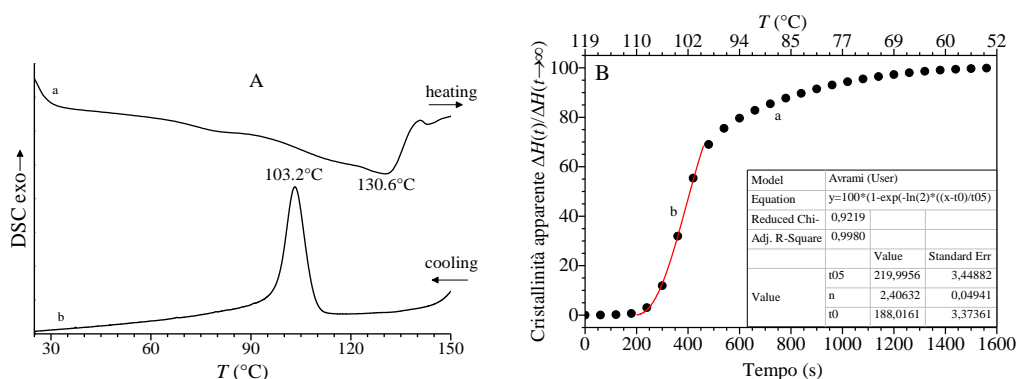 A
a
heating
DSC exo
103.2°C
130.6°C
cooling
b
30 60 90 120 150
T (°C)
T (°C)
119 110 102 94 85 77 69 60 52
B
Cristallinità apparente ΔH(t)/ΔH(t→∞)
100
80
60
40
20
0
a
b
Model Avrami (User)
Equation y=100*(1-exp(-ln(2)*((x-t0)/t05)
Reduced Chi- 0,9219
Adj. R-Square 0,9980
Value Standard Err
Value t05 219,9956 3,44882
n 2,40632 0,04941
t0 188,0161 3,37361
0 200 400 600 800 1000 1200 1400 1600
Tempo (s)